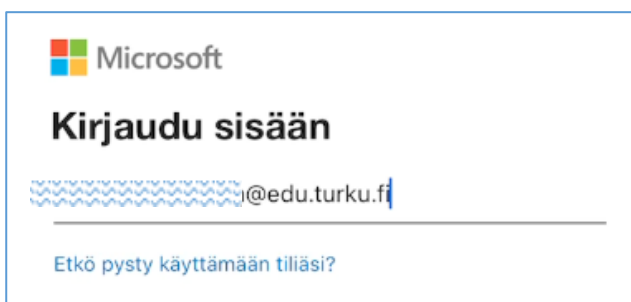 Microsoft
Kirjaudu sisään
@edu.turku.fi
Etkö pysty käyttämään tiliäsi?